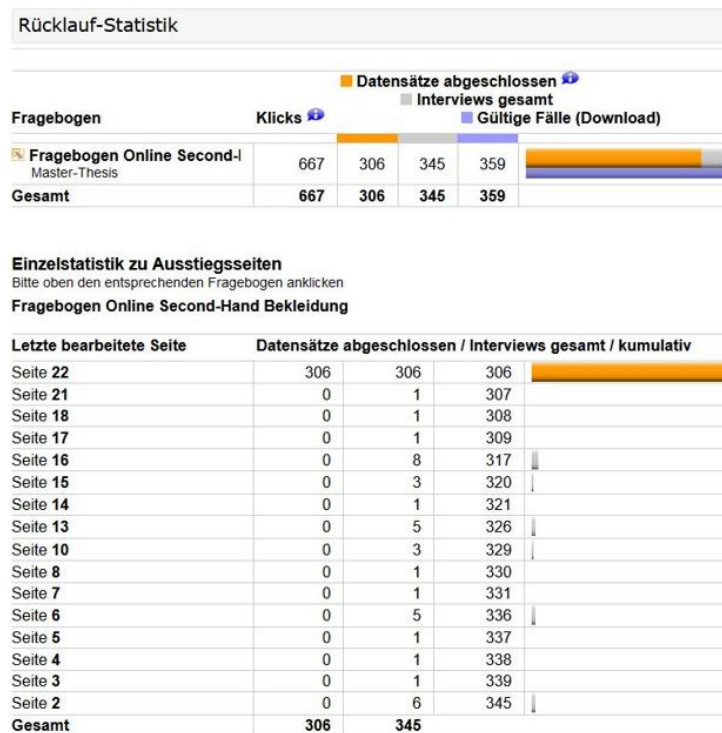 Rücklauf-Statistik
Datensätze abgeschlossen
Interviews gesamt
Fragebogen Klicks Gültige Fälle (Download)
Fragebogen Online Second-H
Master-Thesis
667 306 345 359
Gesamt 667 306 345 359
Einzelstatistik zu Ausstiegsseiten
Bitte oben den entsprechenden Fragebogen anklicken
Fragebogen Online Second-Hand Bekleidung
Letzte bearbeitete Seite Datensätze abgeschlossen / Interviews gesamt / kumulativ
Seite 22 306 306 306
Seite 21 0 1 307
Seite 18 0 1 308
Seite 17 0 1 309
Seite 16 0 8 317
Seite 15 0 3 320
Seite 14 0 1 321
Seite 13 0 5 326
Seite 10 0 3 329
Seite 8 0 1 330
Seite 7 0 1 331
Seite 6 0 5 336
Seite 5 0 1 337
Seite 4 0 1 338
Seite 3 0 1 339
Seite 2 0 6 345
Gesamt 306 345